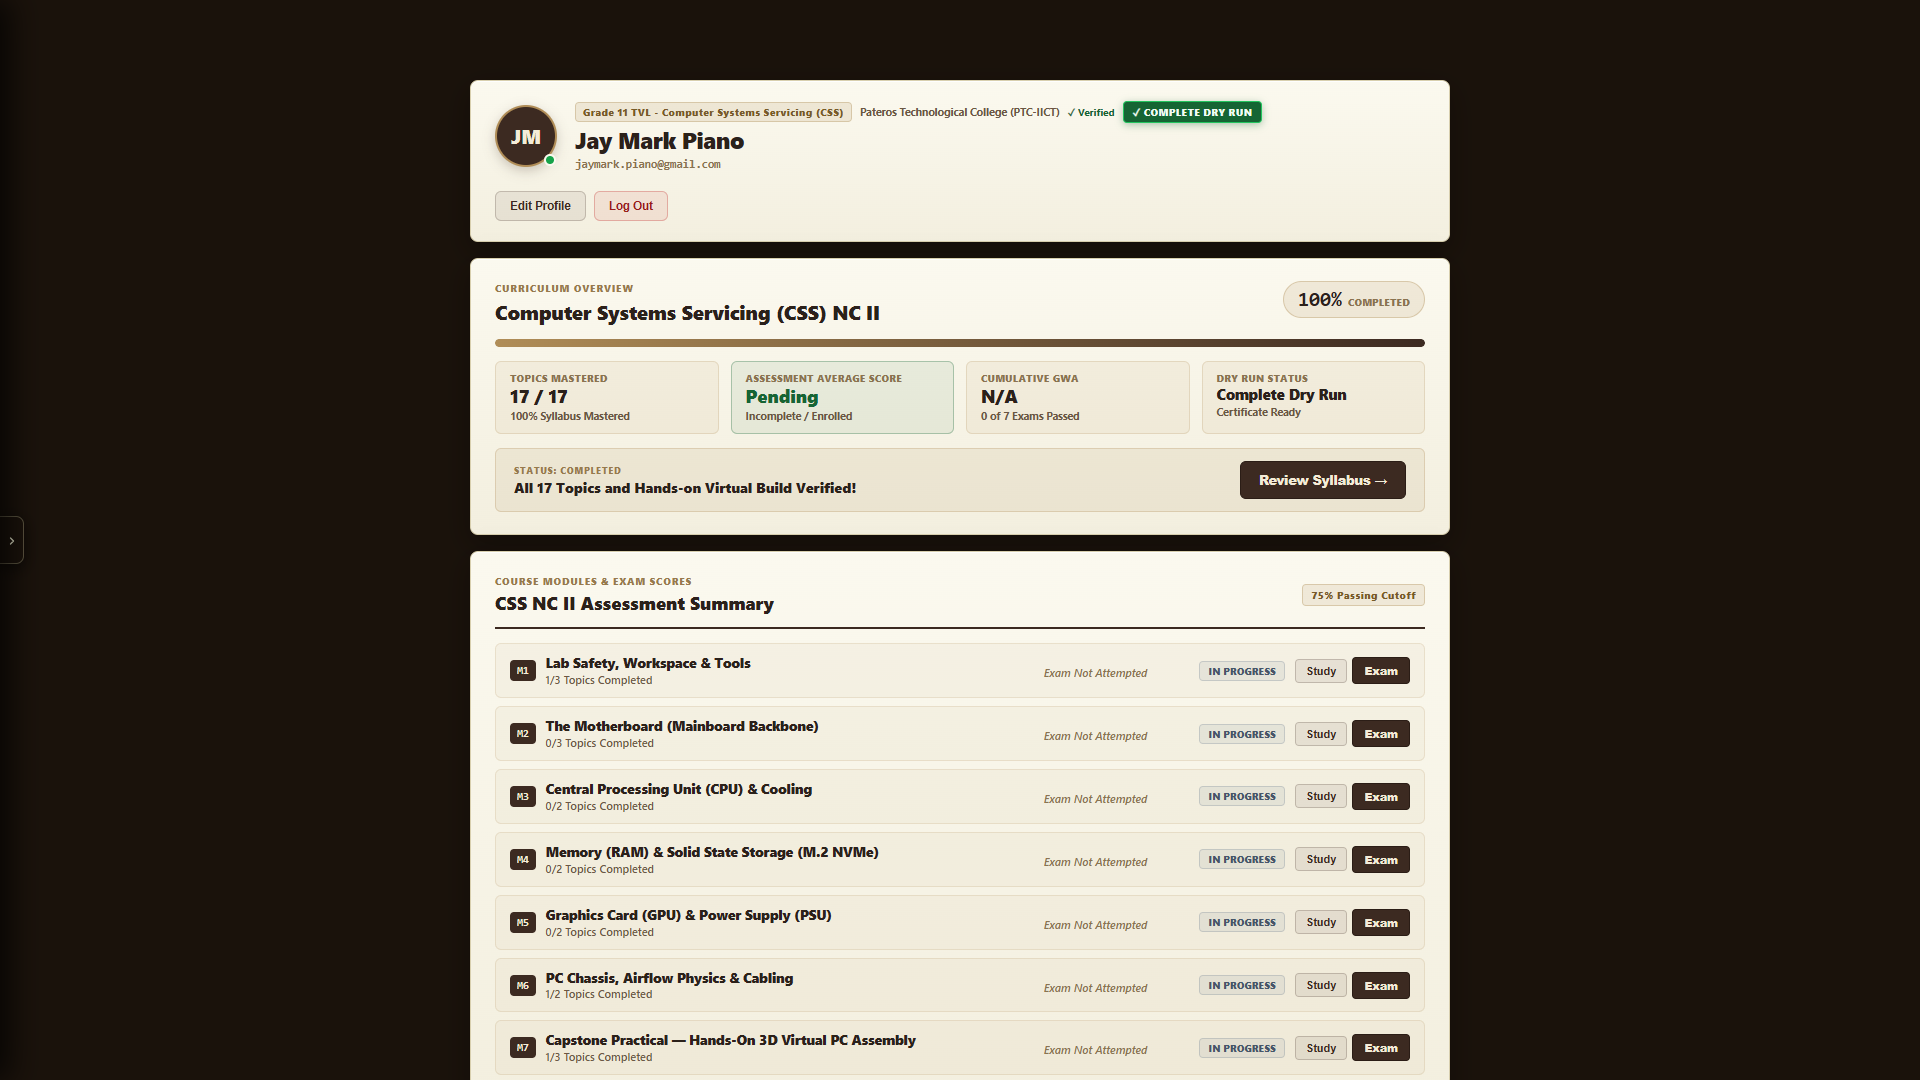 JM
Grade 11 TVL - Computer Systems Servicing (CSS) Pateros Technological College (PTC-IICT) ✓ Verified ✓ COMPLETE DRY RUN
Jay Mark Piano
jaymark.piano@gmail.com
Edit Profile Log Out
CURRICULUM OVERVIEW
Computer Systems Servicing (CSS) NC II
100% COMPLETED
TOPICS MASTERED
17 / 17
100% Syllabus Mastered
ASSESSMENT AVERAGE SCORE
Pending
Incomplete / Enrolled
CUMULATIVE GWA
N/A
0 of 7 Exams Passed
DRY RUN STATUS
Complete Dry Run
Certificate Ready
STATUS: COMPLETED
All 17 Topics and Hands-on Virtual Build Verified!
Review Syllabus →
›
COURSE MODULES & EXAM SCORES
CSS NC II Assessment Summary
75% Passing Cutoff
M1 Lab Safety, Workspace & Tools
1/3 Topics Completed
Exam Not Attempted IN PROGRESS Study Exam
M2 The Motherboard (Mainboard Backbone)
0/3 Topics Completed
Exam Not Attempted IN PROGRESS Study Exam
M3 Central Processing Unit (CPU) & Cooling
0/2 Topics Completed
Exam Not Attempted IN PROGRESS Study Exam
M4 Memory (RAM) & Solid State Storage (M.2 NVMe)
0/2 Topics Completed
Exam Not Attempted IN PROGRESS Study Exam
M5 Graphics Card (GPU) & Power Supply (PSU)
0/2 Topics Completed
Exam Not Attempted IN PROGRESS Study Exam
M6 PC Chassis, Airflow Physics & Cabling
1/2 Topics Completed
Exam Not Attempted IN PROGRESS Study Exam
M7 Capstone Practical — Hands-On 3D Virtual PC Assembly
1/3 Topics Completed
Exam Not Attempted IN PROGRESS Study Exam